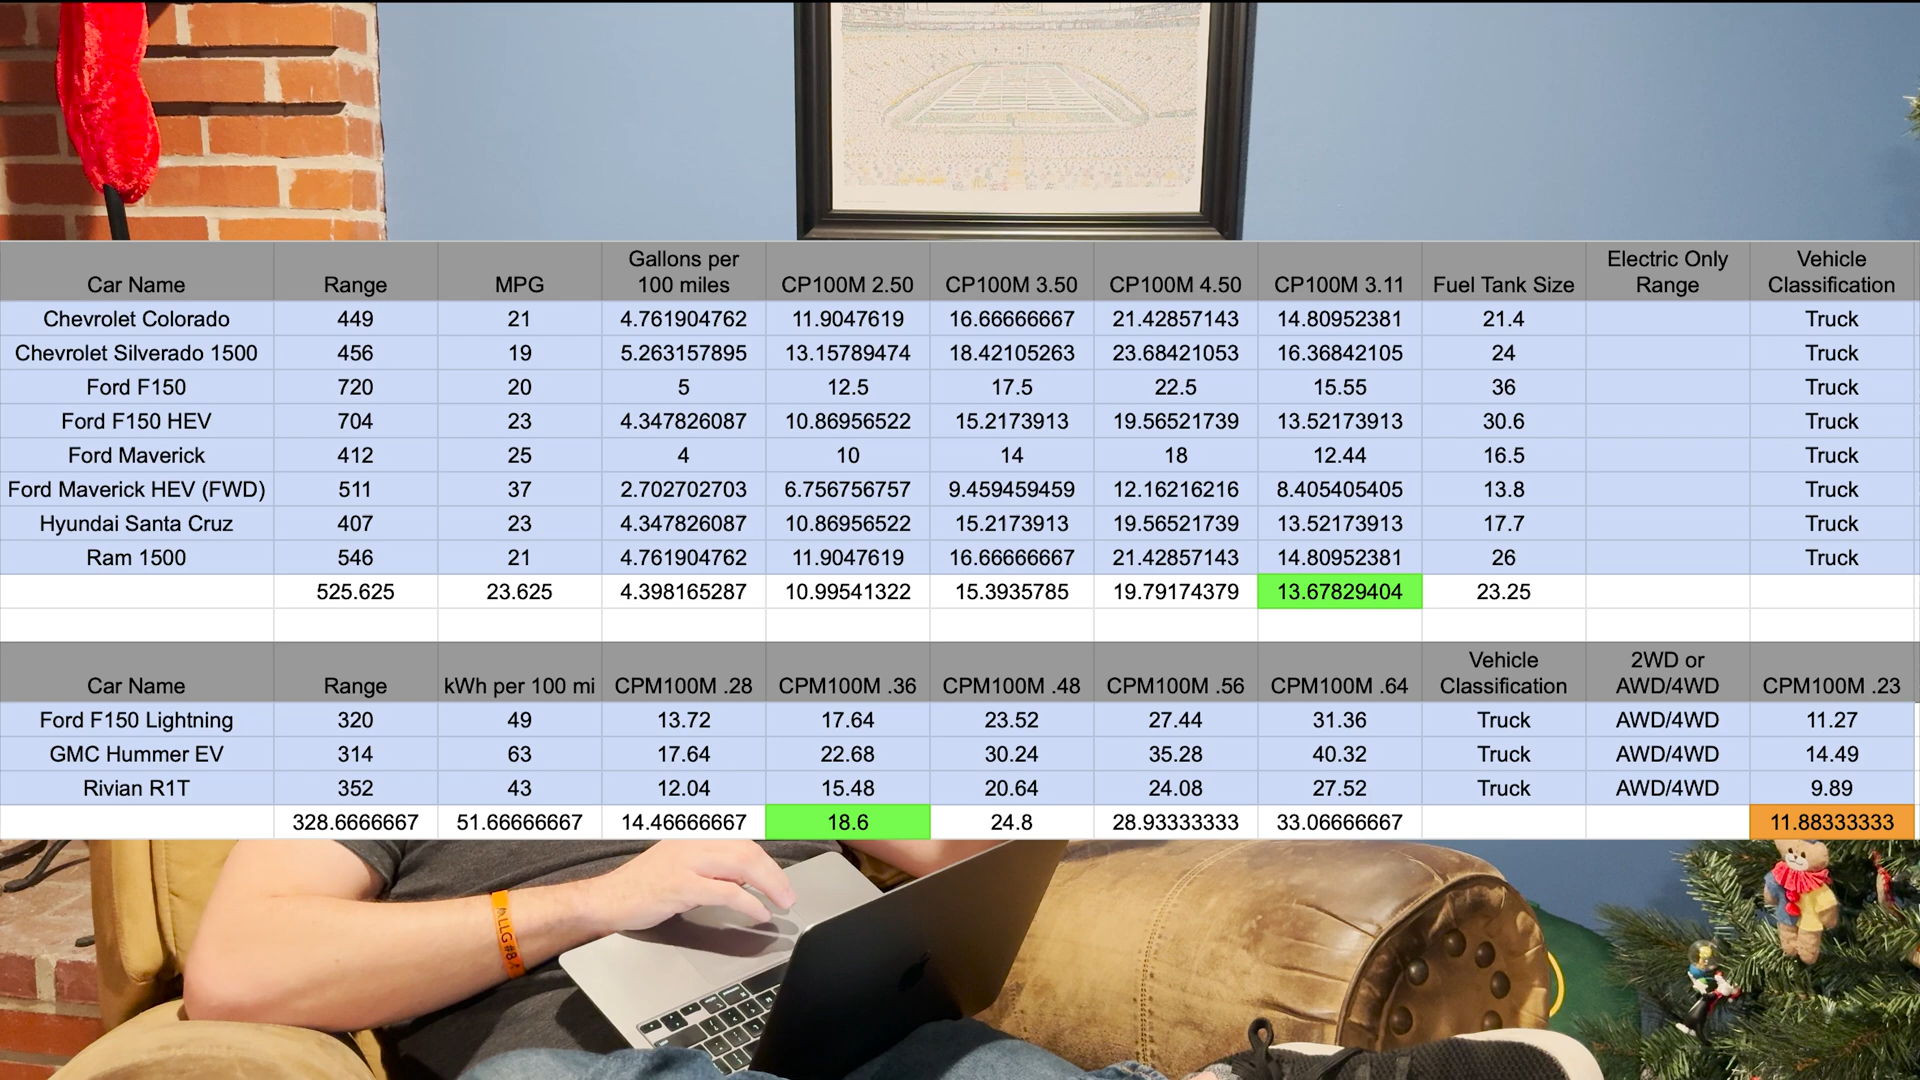 Car Name Range MPG Gallons per 100 miles CP100M 2.50 CP100M 3.50 CP100M 4.50 CP100M 3.11 Fuel Tank Size Electric Only Range Vehicle Classification
Chevrolet Colorado 449 21 4.761904762 11.9047619 16.66666667 21.42857143 14.80952381 21.4 Truck
Chevrolet Silverado 1500 456 19 5.263157895 13.15789474 18.42105263 23.68421053 16.36842105 24 Truck
Ford F150 720 20 5 12.5 17.5 22.5 15.55 36 Truck
Ford F150 HEV 704 23 4.347826087 10.86956522 15.2173913 19.56521739 13.52173913 30.6 Truck
Ford Maverick 412 25 4 10 14 18 12.44 16.5 Truck
Ford Maverick HEV (FWD) 511 37 2.702702703 6.756756757 9.459459459 12.16216216 8.405405405 13.8 Truck
Hyundai Santa Cruz 407 23 4.347826087 10.86956522 15.2173913 19.56521739 13.52173913 17.7 Truck
Ram 1500 546 21 4.761904762 11.9047619 16.66666667 21.42857143 14.80952381 26 Truck
525.625 23.625 4.398165287 10.99541322 15.3935785 19.79174379 13.67829404 23.25
Car Name Range kWh per 100 mi CPM100M .28 CPM100M .36 CPM100M .48 CPM100M .56 CPM100M .64 Vehicle Classification 2WD or AWD/4WD CPM100M .23
Ford F150 Lightning 320 49 13.72 17.64 23.52 27.44 31.36 Truck AWD/4WD 11.27
GMC Hummer EV 314 63 17.64 22.68 30.24 35.28 40.32 Truck AWD/4WD 14.49
Rivian R1T 352 43 12.04 15.48 20.64 24.08 27.52 Truck AWD/4WD 9.89
328.6666667 51.66666667 14.46666667 18.6 24.8 28.93333333 33.06666667 11.88333333